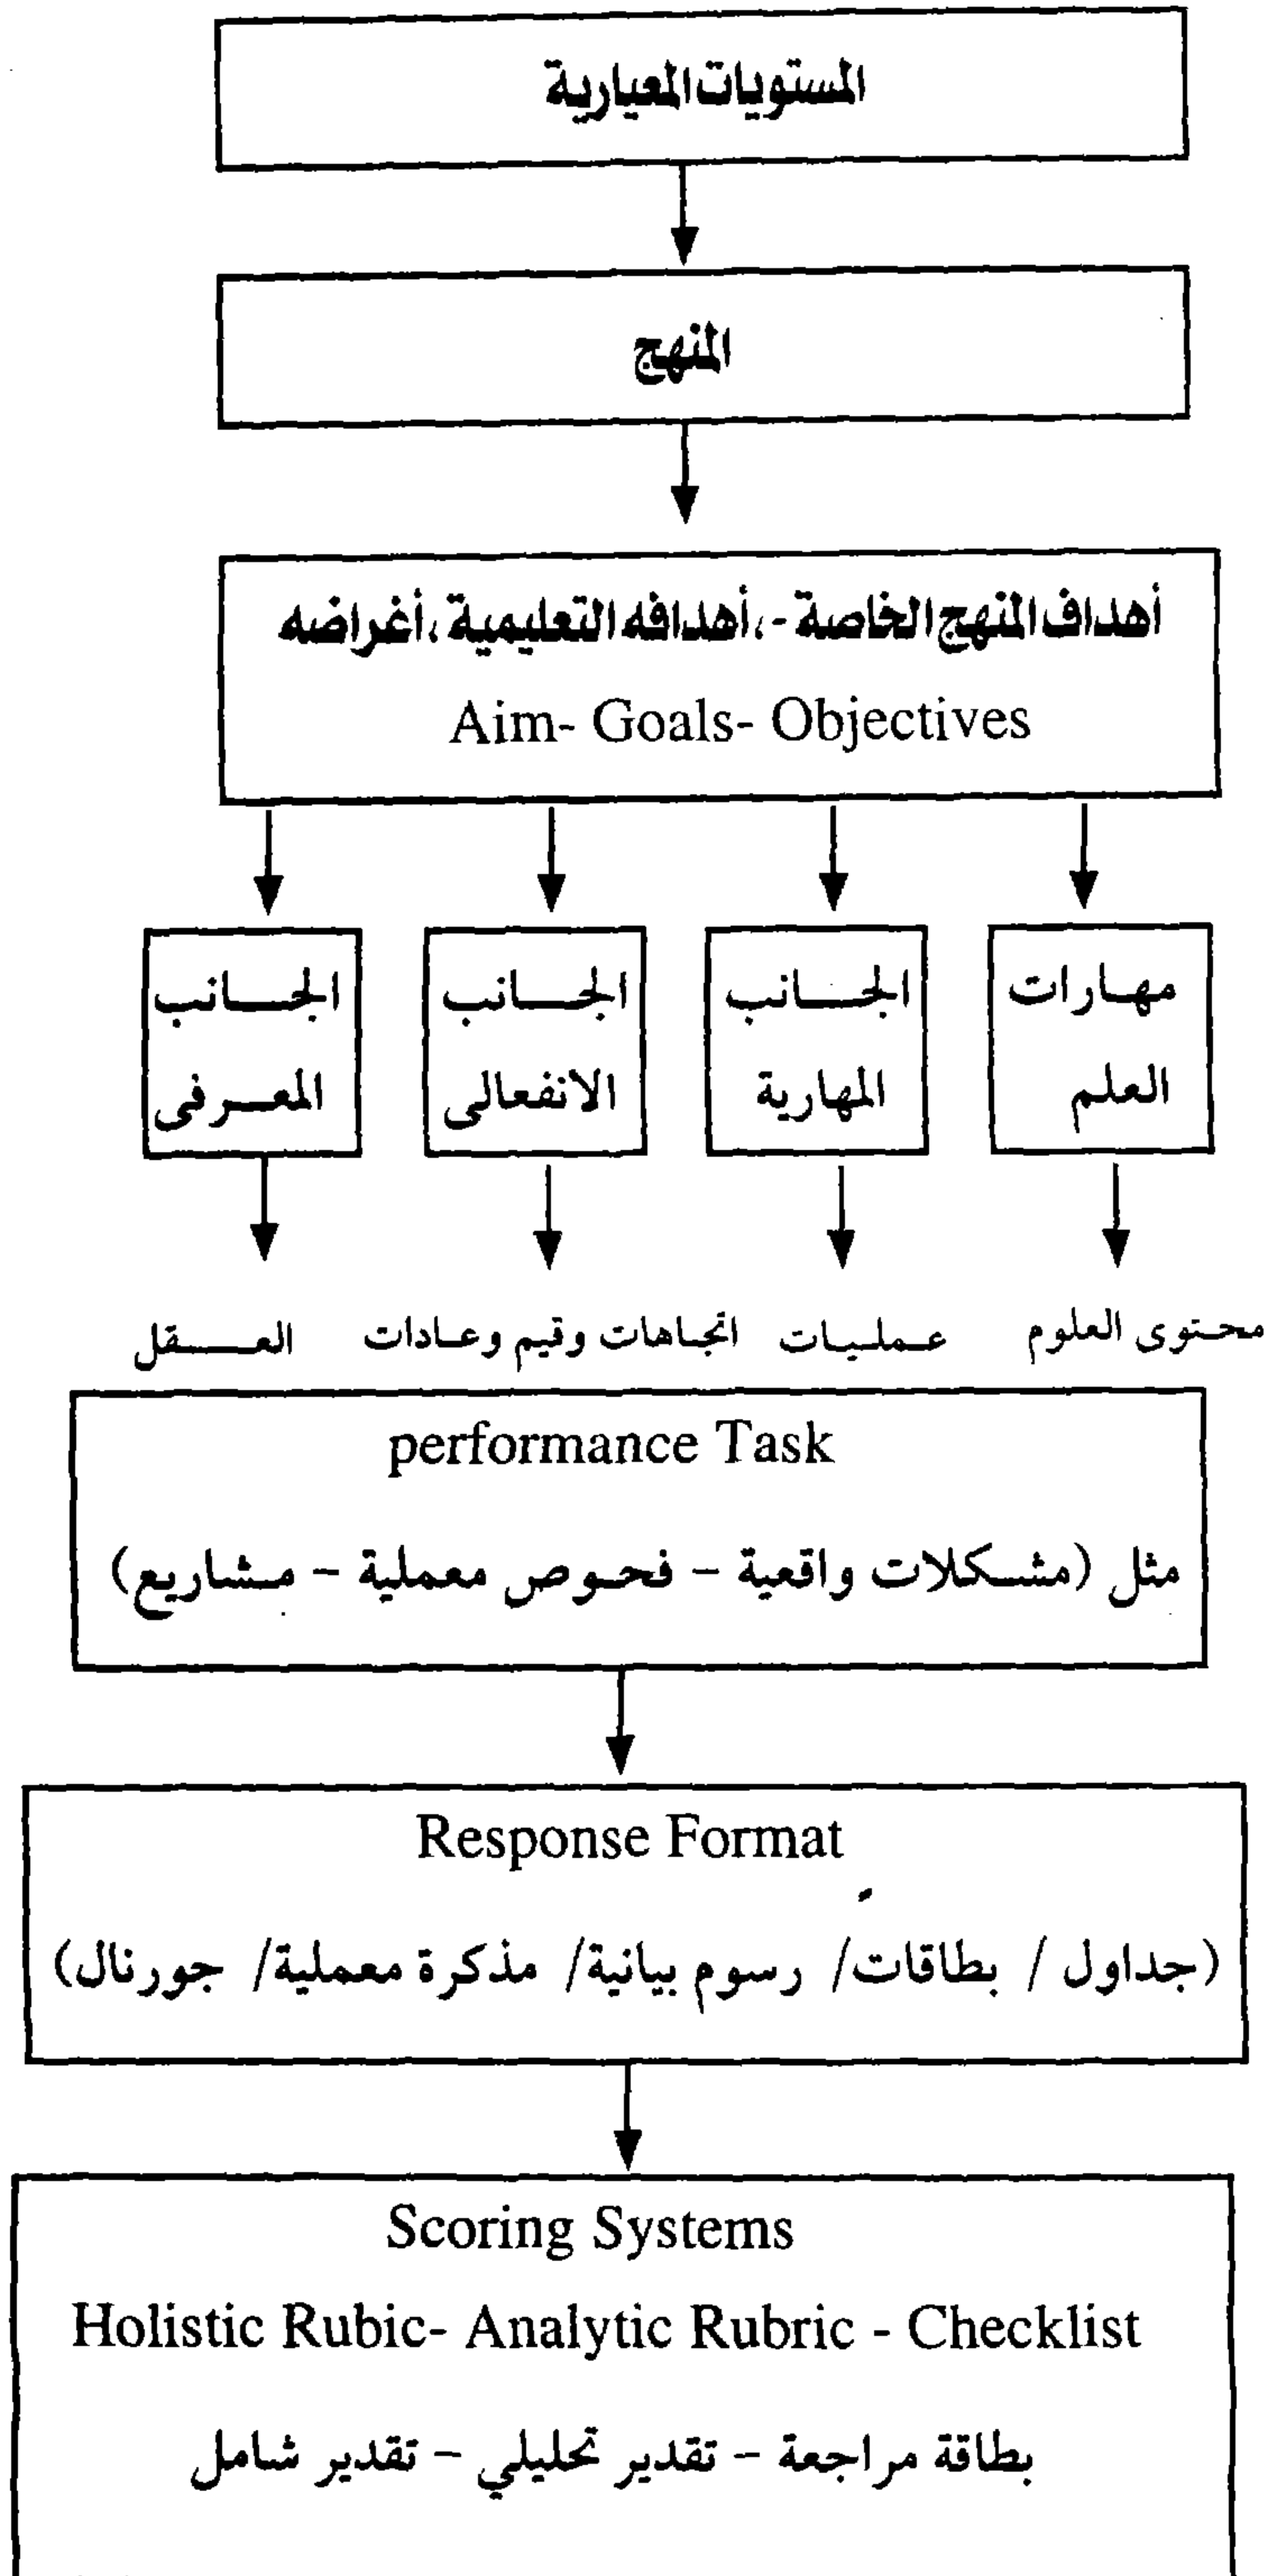 المستويات المعيارية
المنهج
أهداف المنهج الخاصة -، أهدافه التعليمية، أغراضه
Aim- Goals- Objectives
مهارات
العلم
الجانب
المهارية
الجانب
الانفعالى
الجانب
المعرفى
محتوى العلوم
عمليات
اتجاهات وقيم وعادات
العقل
performance Task
مثل (مشكلات واقعية – فحوص معملية – مشاريع)
Response Format
(جداول / بطاقات/ رسوم بيانية/ مذكرة معملية/ جورنال)
Scoring Systems
Holistic Rubic- Analytic Rubric - Checklist
بطاقة مراجعة – تقدير تحليلي – تقدير شامل